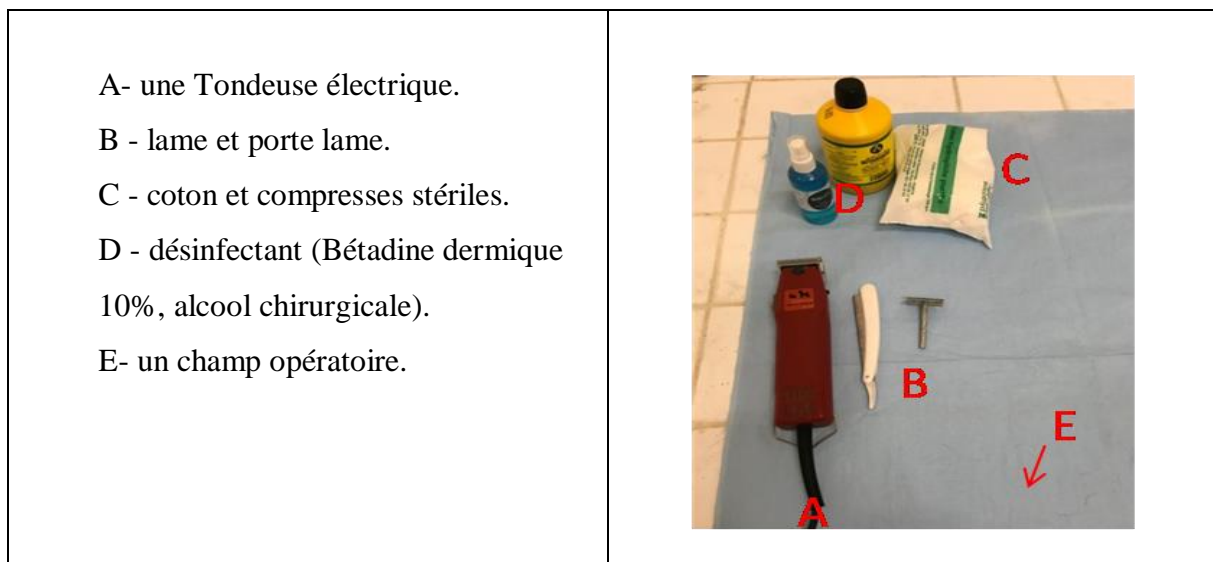 A- une Tondeuse électrique.
B - lame et porte lame.
C - coton et compresses stériles.
D - désinfectant (Bétadine dermique
10%, alcool chirurgicale).
E- un champ opératoire.
C
D
B
E
A